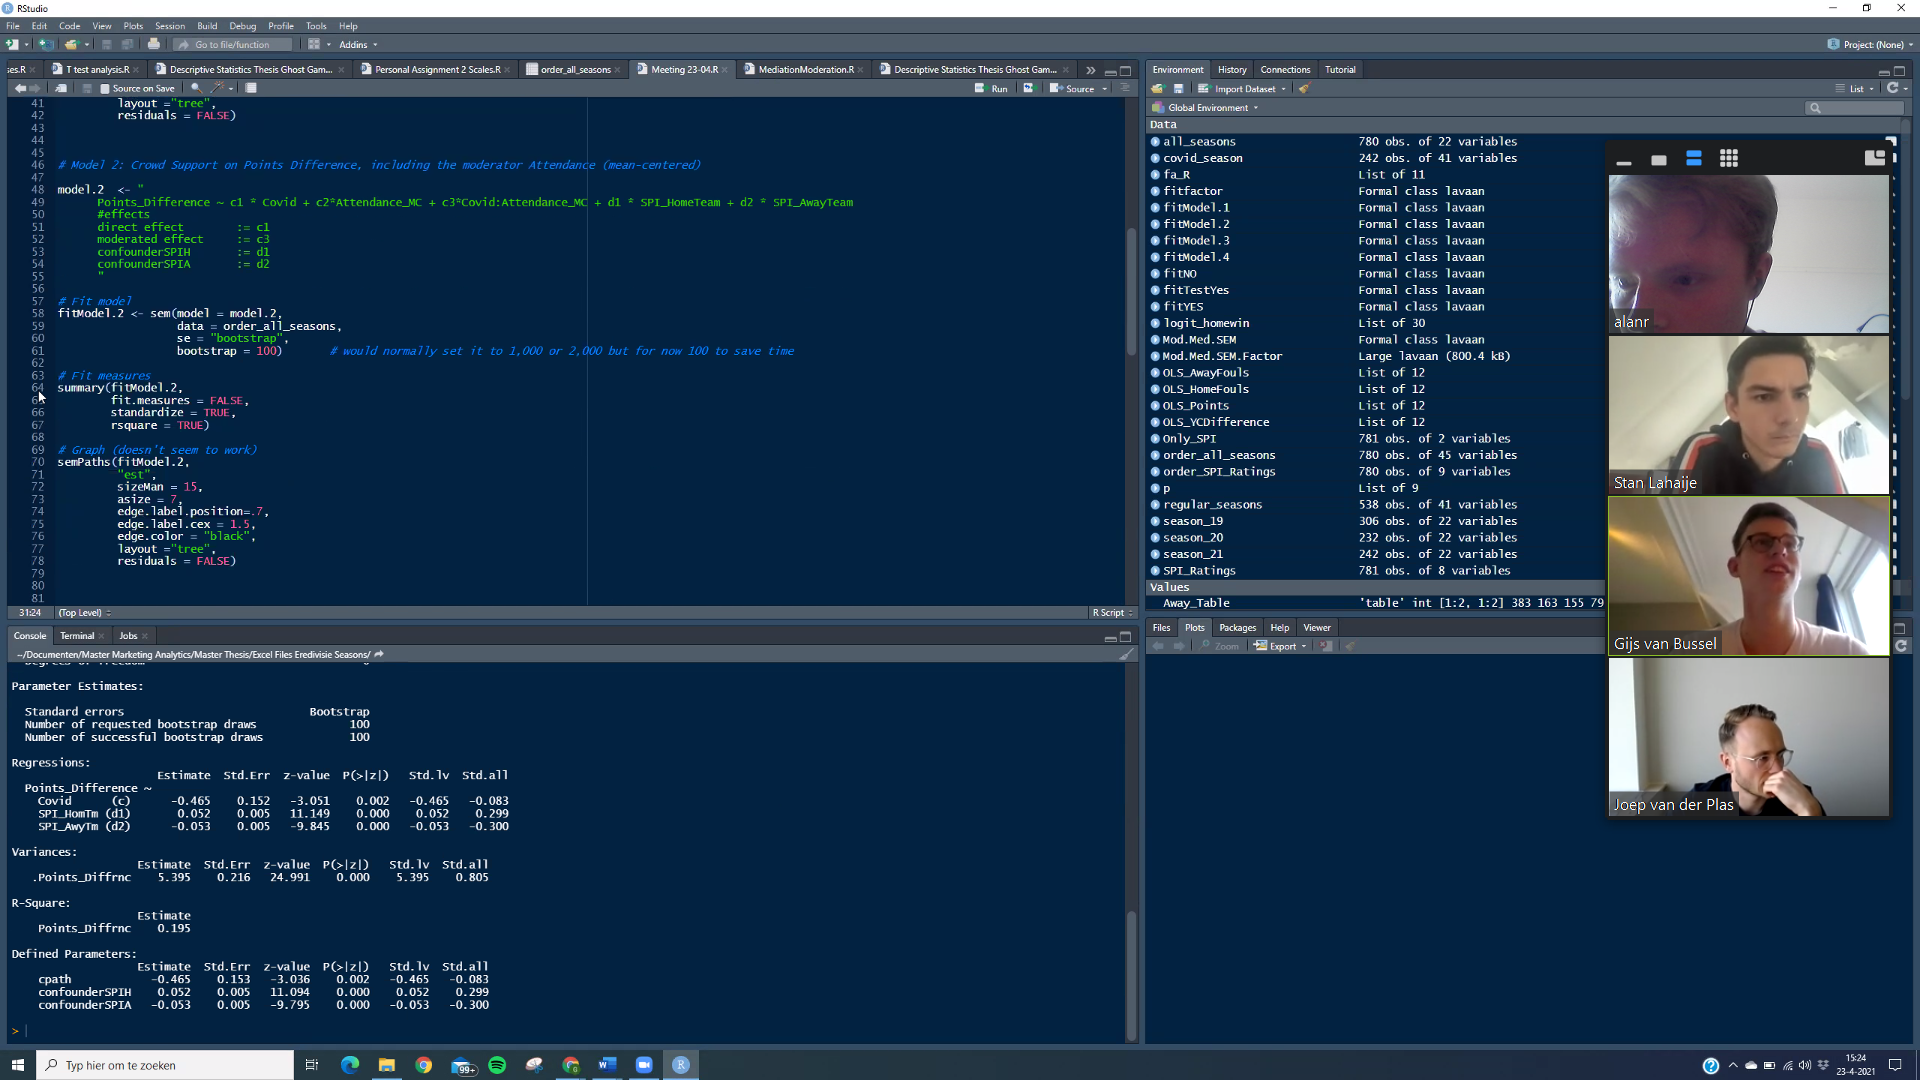 RStudio
File Edit Code View Plots Session Build Debug Profile Tools Help
Go to file/function Addins Project: (None)
ses.R T test analysis.R Descriptive Statistics Thesis Ghost Gam... Personal Assignment 2 Scales.R order_all_seasons Meeting 23-04.R MediationModeration.R Descriptive Statistics Thesis Ghost Gam...
Source on Save Run Source
41 layout ="tree",
42 residuals = FALSE)
43
44
45
46 # Model 2: Crowd Support on Points Difference, including the moderator Attendance (mean-centered)
47
48 model.2 <- "
49 Points_Difference ~ c1 * Covid + c2*Attendance_MC + c3*Covid:Attendance_MC + d1 * SPI_HomeTeam + d2 * SPI_AwayTeam
50 #effects
51 direct effect := c1
52 moderated effect := c3
53 confounderSPIH := d1
54 confounderSPIA := d2
55 "
56
57 # Fit model
58 fitModel.2 <- sem(model = model.2,
59 data = order_all_seasons,
60 se = "bootstrap",
61 bootstrap = 100) # would normally set it to 1,000 or 2,000 but for now 100 to save time
62
63 # Fit measures
64 summary(fitModel.2,
65 fit.measures = FALSE,
66 standardize = TRUE,
67 rsquare = TRUE)
68
69 # Graph (doesn't seem to work)
70 semPaths(fitModel.2,
71 "est",
72 sizeMan = 15,
73 asize = 7,
74 edge.label.position=.7,
75 edge.label.cex = 1.5,
76 edge.color = "black",
77 layout ="tree",
78 residuals = FALSE)
79
80
81
31:24 (Top Level) R Script
Console Terminal Jobs
~/Documenten/Master Marketing Analytics/Master Thesis/Excel Files Eredivisie Seasons/
Parameter Estimates:
Standard errors Bootstrap
Number of requested bootstrap draws 100
Number of successful bootstrap draws 100
Regressions:
Estimate Std.Err z-value P(>|z|) Std.lv Std.all
Points_Difference ~
Covid (c) -0.465 0.152 -3.051 0.002 -0.465 -0.083
SPI_HomTm (d1) 0.052 0.005 11.149 0.000 0.052 0.299
SPI_AwyTm (d2) -0.053 0.005 -9.845 0.000 -0.053 -0.300
Variances:
Estimate Std.Err z-value P(>|z|) Std.lv Std.all
.Points_Diffrnc 5.395 0.216 24.991 0.000 5.395 0.805
R-Square:
Estimate
Points_Diffrnc 0.195
Defined Parameters:
Estimate Std.Err z-value P(>|z|) Std.lv Std.all
cpath -0.465 0.153 -3.036 0.002 -0.465 -0.083
confounderSPIH 0.052 0.005 11.094 0.000 0.052 0.299
confounderSPIA -0.053 0.005 -9.795 0.000 -0.053 -0.300
>
Environment History Connections Tutorial
Import Dataset List
Global Environment
Data
all_seasons 780 obs. of 22 variables
covid_season 242 obs. of 41 variables
fa_R List of 11
fitfactor Formal class lavaan
fitModel.1 Formal class lavaan
fitModel.2 Formal class lavaan
fitModel.3 Formal class lavaan
fitModel.4 Formal class lavaan
fitNO Formal class lavaan
fitTestYes Formal class lavaan
fitYES Formal class lavaan
logit_homewin List of 30
Mod.Med.SEM Formal class lavaan
Mod.Med.SEM.Factor Large lavaan (800.4 kB)
OLS_AwayFouls List of 12
OLS_HomeFouls List of 12
OLS_Points List of 12
OLS_YCDifference List of 12
Only_SPI 781 obs. of 2 variables
order_all_seasons 780 obs. of 45 variables
order_SPI_Ratings 780 obs. of 9 variables
p List of 9
regular_seasons 538 obs. of 41 variables
season_19 306 obs. of 22 variables
season_20 232 obs. of 22 variables
season_21 242 obs. of 22 variables
SPI_Ratings 781 obs. of 8 variables
Values
Away_Table 'table' int [1:2, 1:2] 383 163 155 79
Files Plots Packages Help Viewer
Zoom Export
alanr
Stan Lahaije
Gijs van Bussel
Joep van der Plas
Typ hier om te zoeken
99+
15:24
23-4-2021